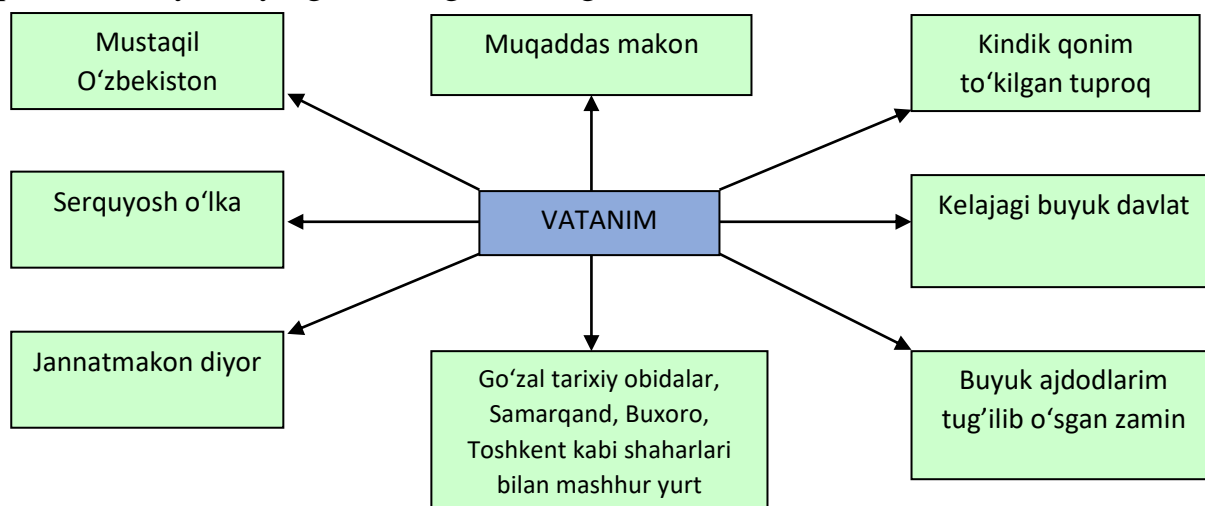 Mustaqil
O‘zbekiston
Muqaddas makon
Kindik qonim
to‘kilgan tuproq
Serquyosh o‘lka
VATANIM
Kelajagi buyuk davlat
Jannatmakon diyor
Go‘zal tarixiy obidalar,
Samarqand, Buxoro,
Toshkent kabi shaharlari
bilan mashhur yurt
Buyuk ajdodlarim
tug’ilib o‘sgan zamin